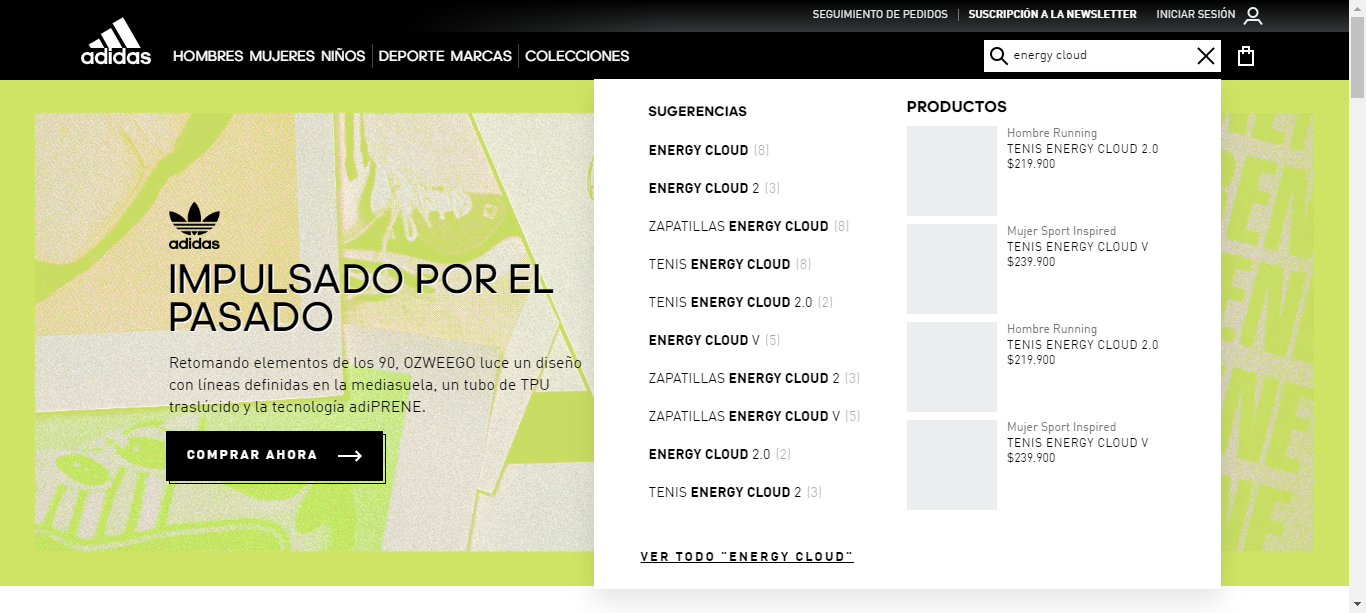 SEGUIMIENTO DE PEDIDOS | SUSCRIPCIÓN A LA NEWSLETTER INICIAR SESIÓN
adidas
HOMBRES MUJERES NIÑOS DEPORTE MARCAS COLECCIONES
energy cloud
adidas
IMPULSADO POR EL
PASADO
Retomando elementos de los 90, OZWEEGO luce un diseño
con líneas definidas en la mediasuela, un tubo de TPU
traslúcido y la tecnología adiPRENE.
COMPRAR AHORA
SUGERENCIAS
ENERGY CLOUD (8)
ENERGY CLOUD 2 (3)
ZAPATILLAS ENERGY CLOUD (8)
TENIS ENERGY CLOUD (8)
TENIS ENERGY CLOUD 2.0 (2)
ENERGY CLOUD V (5)
ZAPATILLAS ENERGY CLOUD 2 (3)
ZAPATILLAS ENERGY CLOUD V (5)
ENERGY CLOUD 2.0 (2)
TENIS ENERGY CLOUD 2 (3)
VER TODO "ENERGY CLOUD"
PRODUCTOS
Hombre Running
TENIS ENERGY CLOUD 2.0
$219.900
Mujer Sport Inspired
TENIS ENERGY CLOUD V
$239.900
Hombre Running
TENIS ENERGY CLOUD 2.0
$219.900
Mujer Sport Inspired
TENIS ENERGY CLOUD V
$239.900